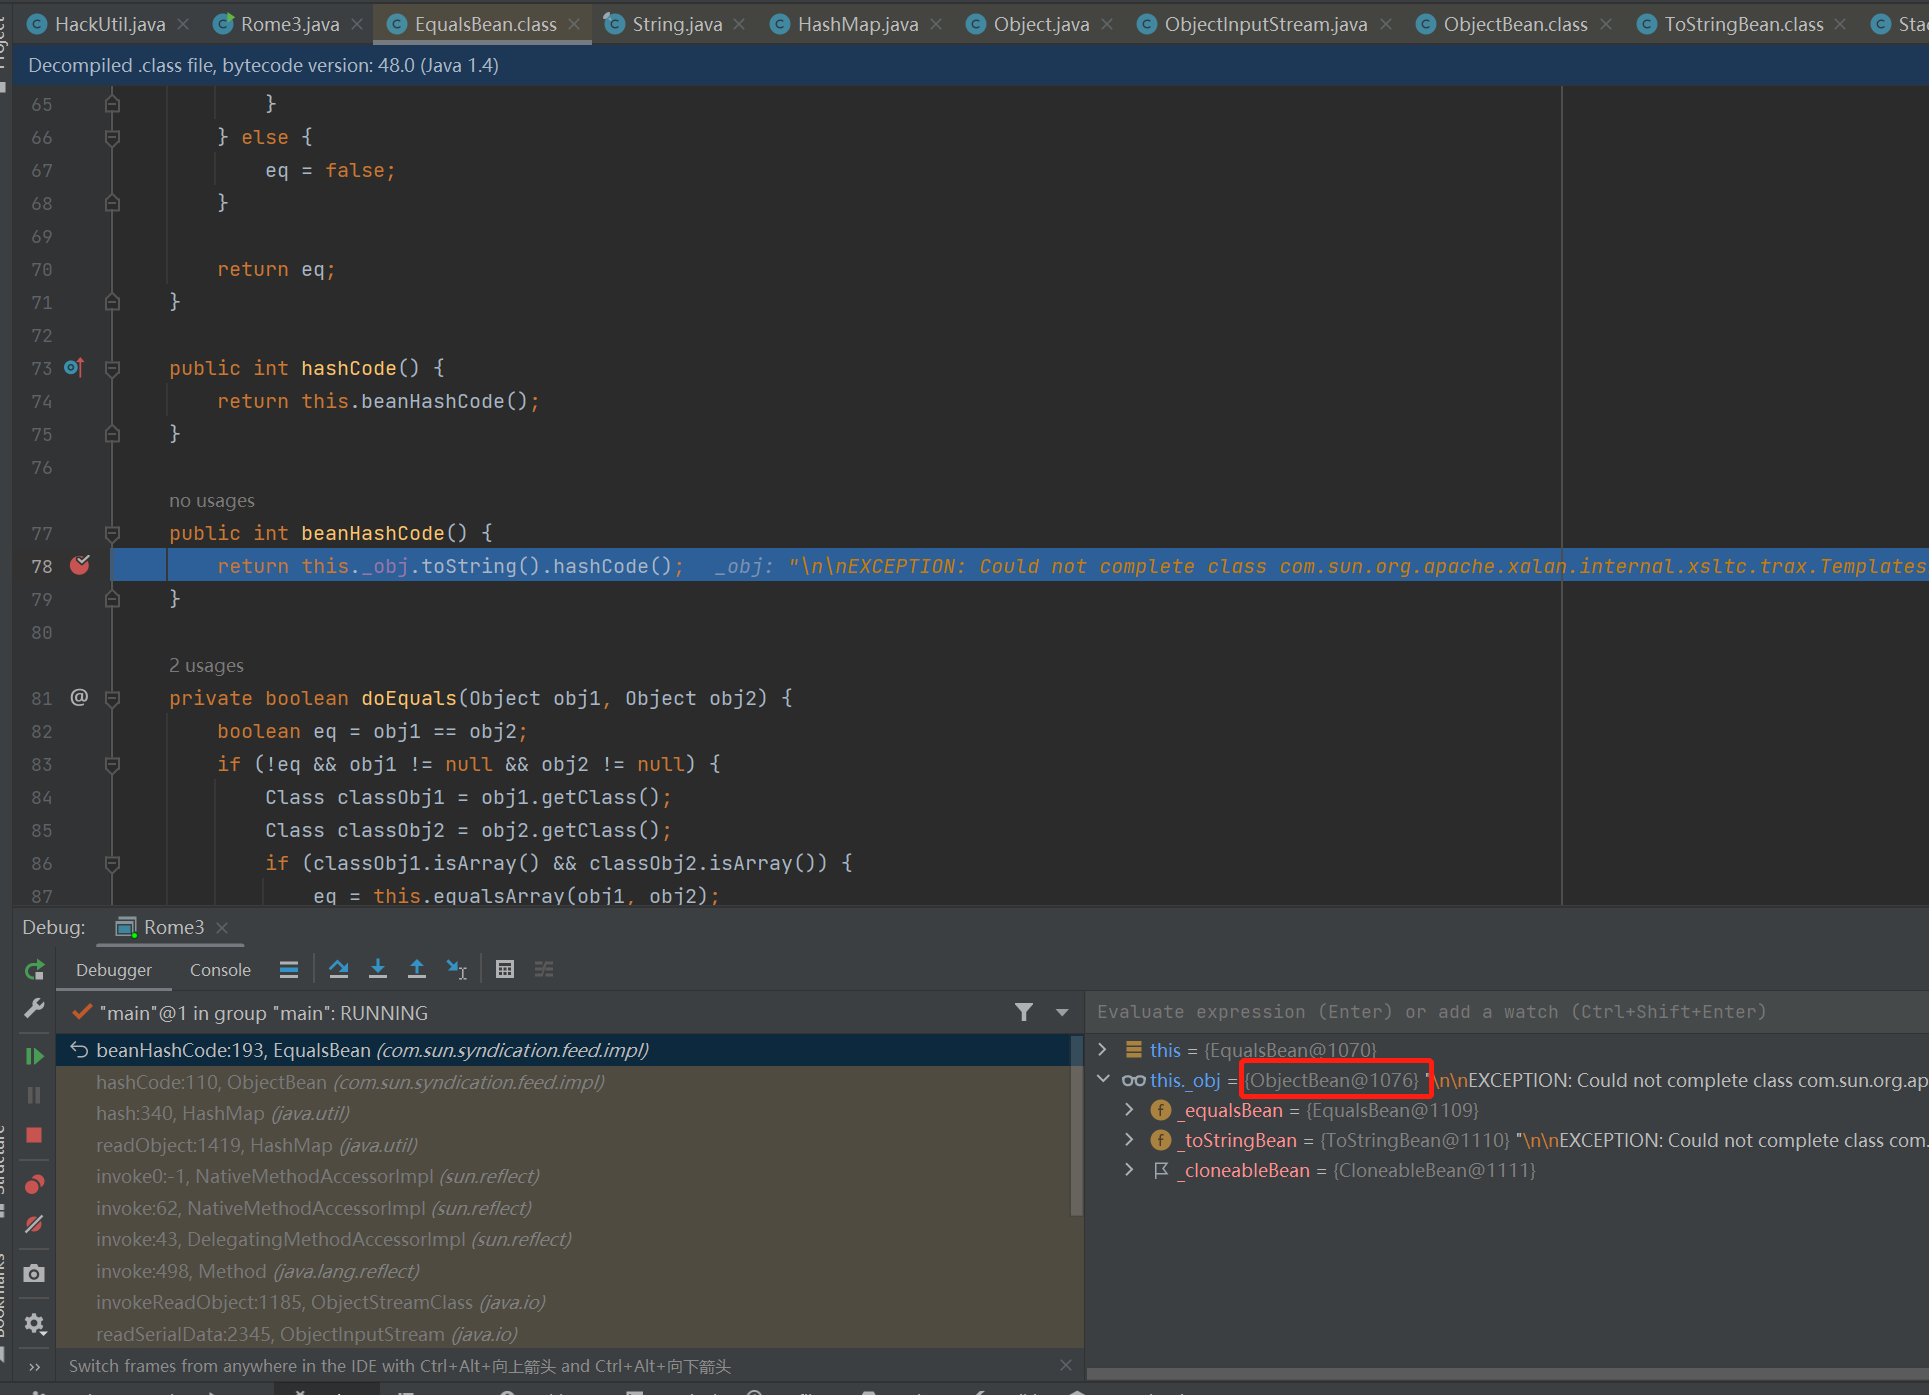 HackUtil.java Rome3.java EqualsBean.class String.java HashMap.java Object.java ObjectInputStream.java ObjectBean.class ToStringBean.class
Decompiled .class file, bytecode version: 48.0 (Java 1.4)
65 }
66 } else {
67 eq = false;
68 }
69
70 return eq;
71 }
72
73 public int hashCode() {
74 return this.beanHashCode();
75 }
76
no usages
77 public int beanHashCode() {
78 return this._obj.toString().hashCode(); _obj: "\n\nEXCEPTION: Could not complete class com.sun.org.apache.xalan.internal.xsltc.trax.Templates
79 }
80
2 usages
81 @ private boolean doEquals(Object obj1, Object obj2) {
82 boolean eq = obj1 == obj2;
83 if (!eq && obj1 != null && obj2 != null) {
84 Class classObj1 = obj1.getClass();
85 Class classObj2 = obj2.getClass();
86 if (classObj1.isArray() && classObj2.isArray()) {
87 eq = this.equalsArray(obj1, obj2);
Debug: Rome3
Debugger Console
"main"@1 in group "main": RUNNING
beanHashCode:193, EqualsBean (com.sun.syndication.feed.impl)
hashCode:110, ObjectBean (com.sun.syndication.feed.impl)
hash:340, HashMap (java.util)
readObject:1419, HashMap (java.util)
invoke0:-1, NativeMethodAccessorImpl (sun.reflect)
invoke:62, NativeMethodAccessorImpl (sun.reflect)
invoke:43, DelegatingMethodAccessorImpl (sun.reflect)
invoke:498, Method (java.lang.reflect)
invokeReadObject:1185, ObjectStreamClass (java.io)
readSerialData:2345, ObjectInputStream (java.io)
Switch frames from anywhere in the IDE with Ctrl+Alt+向上箭头 and Ctrl+Alt+向下箭头
Evaluate expression (Enter) or add a watch (Ctrl+Shift+Enter)
this = {EqualsBean@1070}
this._obj = {ObjectBean@1076} "\n\nEXCEPTION: Could not complete class com.sun.org.ap
_equalsBean = {EqualsBean@1109}
_toStringBean = {ToStringBean@1110} "\n\nEXCEPTION: Could not complete class com.
_cloneableBean = {CloneableBean@1111}